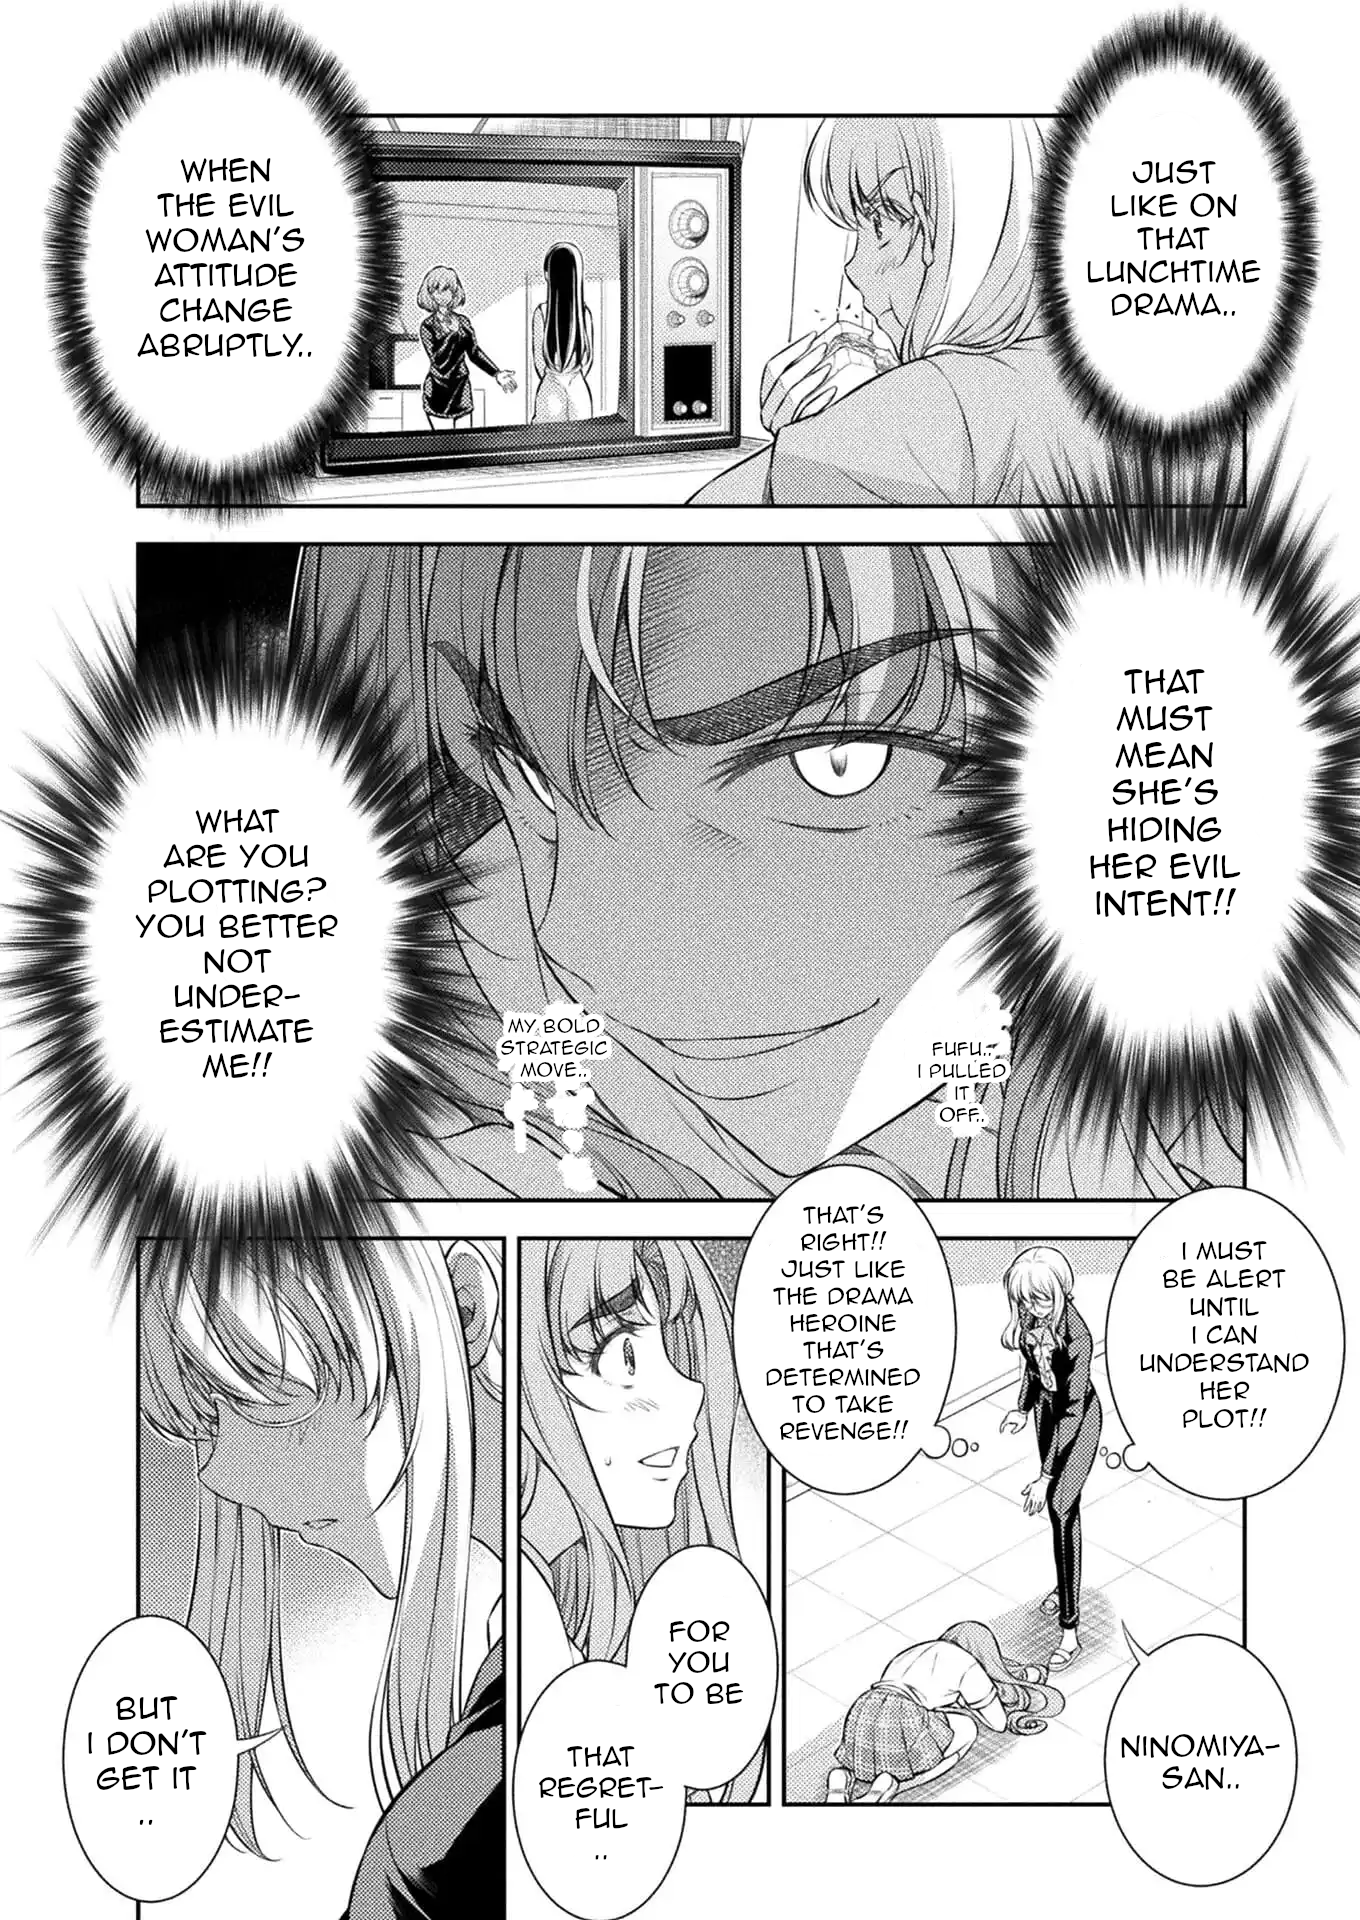 JUST
LIKE ON
THAT
LUNCHTIME
DRAMA..
WHEN
THE EVIL
WOMAN'S
ATTITUDE
CHANGE
ABRUPTLY..
THAT
MUST
MEAN
SHE'S
HIDING
HER EVIL
INTENT!!
WHAT
ARE YOU
PLOTTING?
YOU BETTER
NOT
UNDER-
ESTIMATE
ME!!
FUFU..
I PULLED
IT
OFF..
MY BOLD
STRATEGIC
MOVE..
I MUST
BE ALERT
UNTIL
I CAN
UNDERSTAND
HER
PLOT!!
THAT'S
RIGHT!!
JUST LIKE
THE DRAMA
HEROINE
THAT'S
DETERMINED
TO TAKE
REVENGE!!
NINOMIYA-
SAN..
FOR
YOU
TO BE
THAT
REGRET-
FUL
..
BUT
I DON'T
GET IT
..